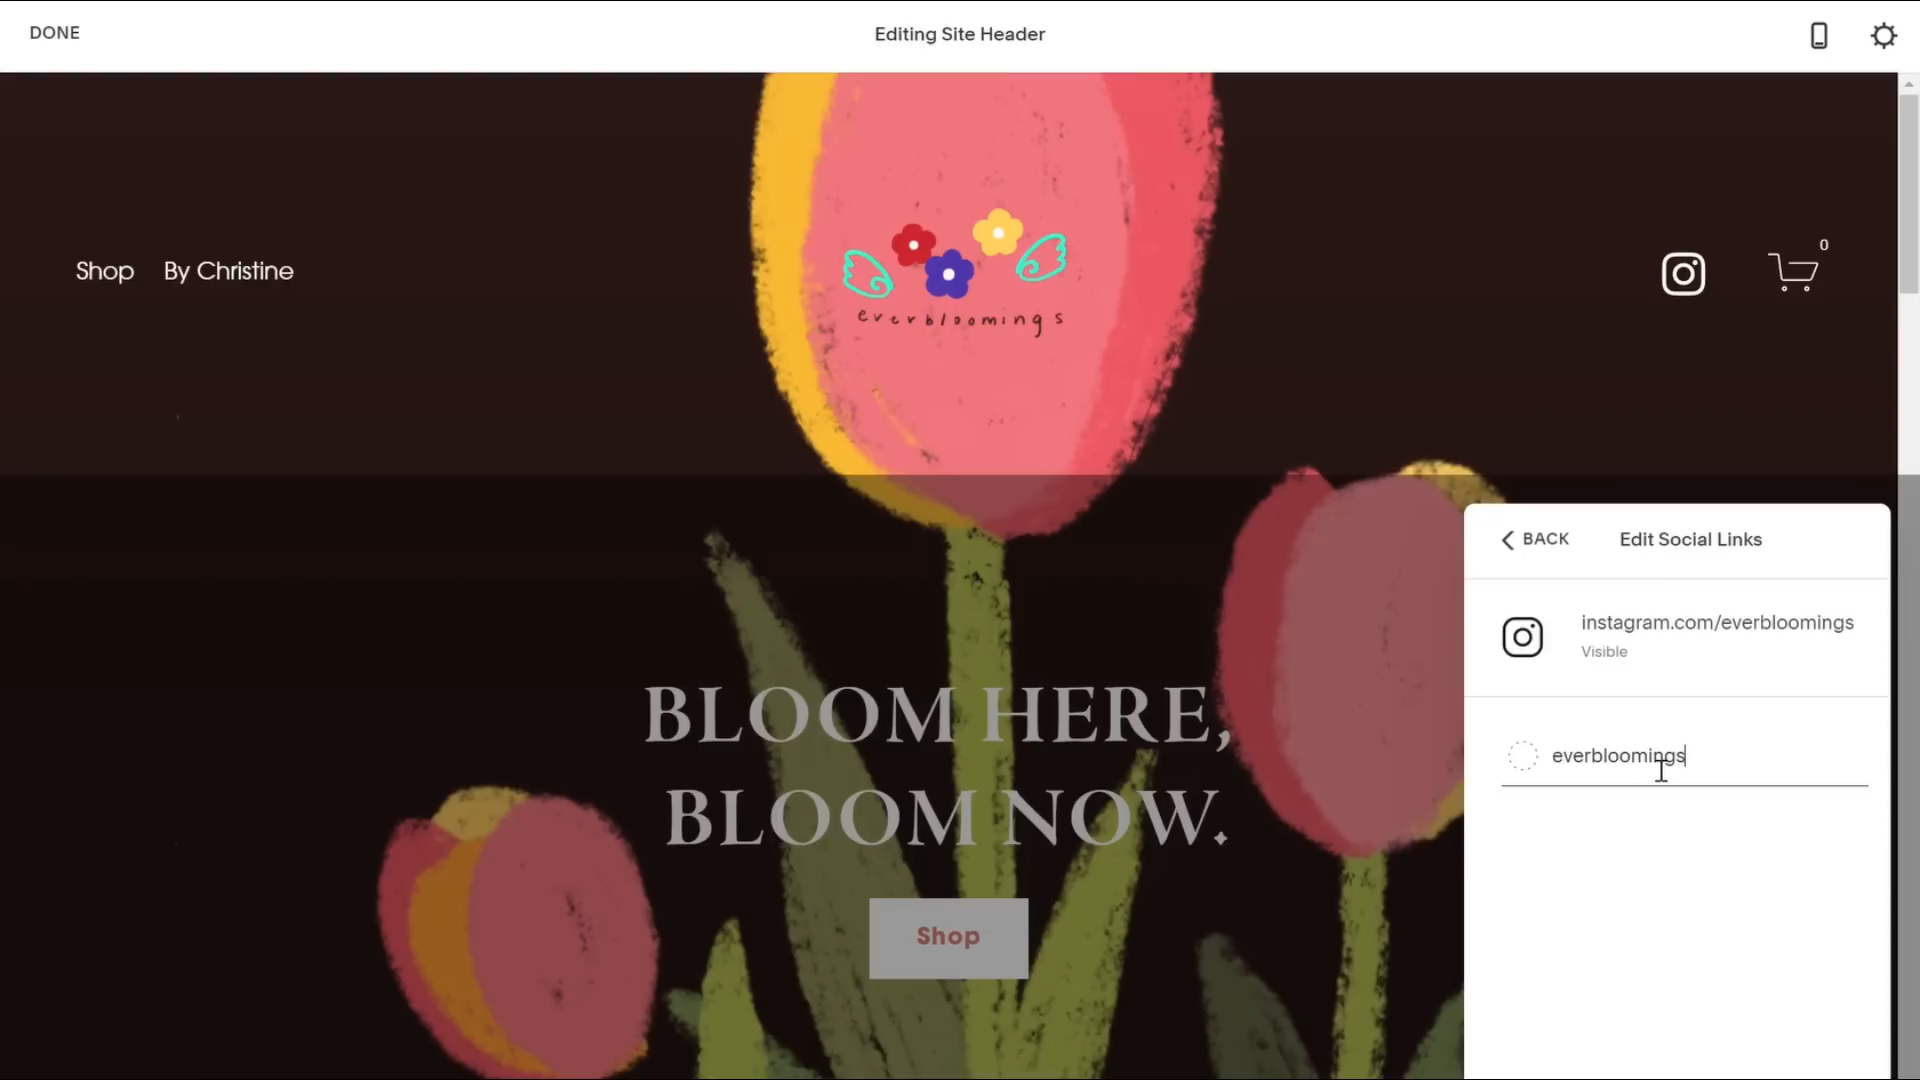 DONE
Editing Site Header
Shop
By Christine
everbloomings
0
BACK
Edit Social Links
instagram.com/everbloomings
Visible
everbloomings
BLOOM HERE,
BLOOM NOW.
Shop